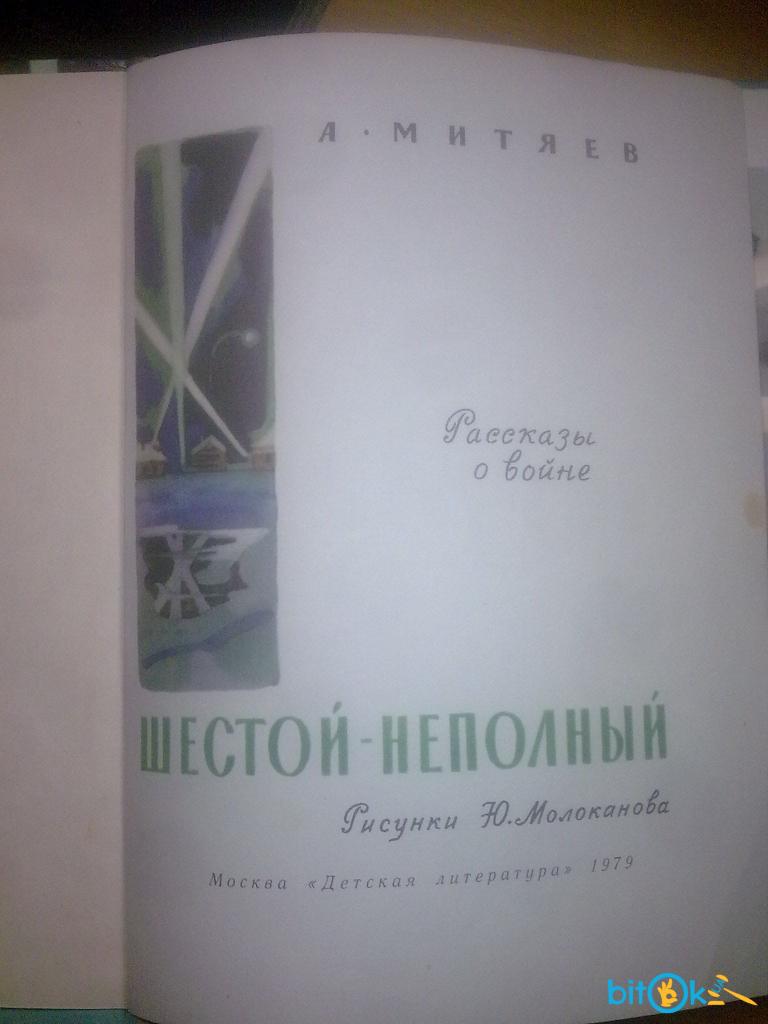 А · МИТЯЕВ
Рассказы
о войне
ШЕСТОЙ-НЕПОЛНЫЙ
Рисунки Ю. Молоканова
Москва «Детская литература» 1979
bitOk